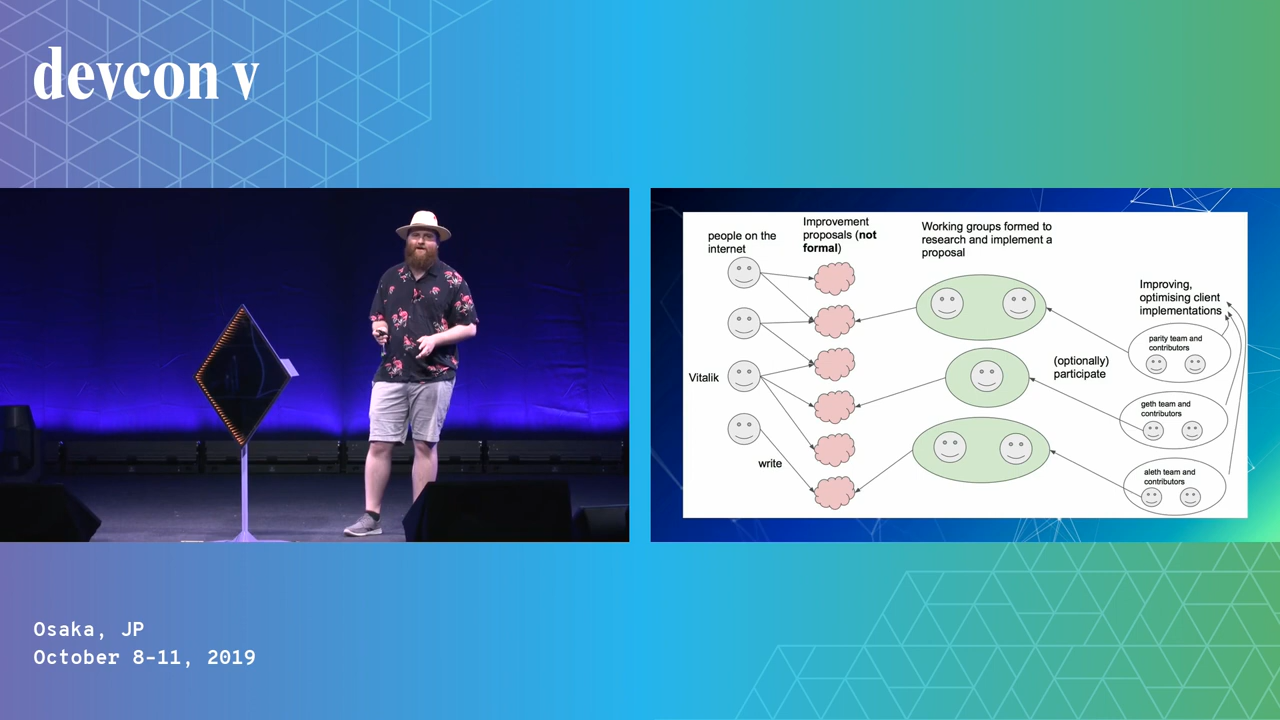 devcon v
people on the
internet
Improvement
proposals (not
formal)
Working groups formed to
research and implement a
proposal
Improving,
optimising client
implementations
parity team and
contributors
(optionally)
participate
Vitalik
geth team and
contributors
write
aleth team and
contributors
Osaka, JP
October 8-11, 2019